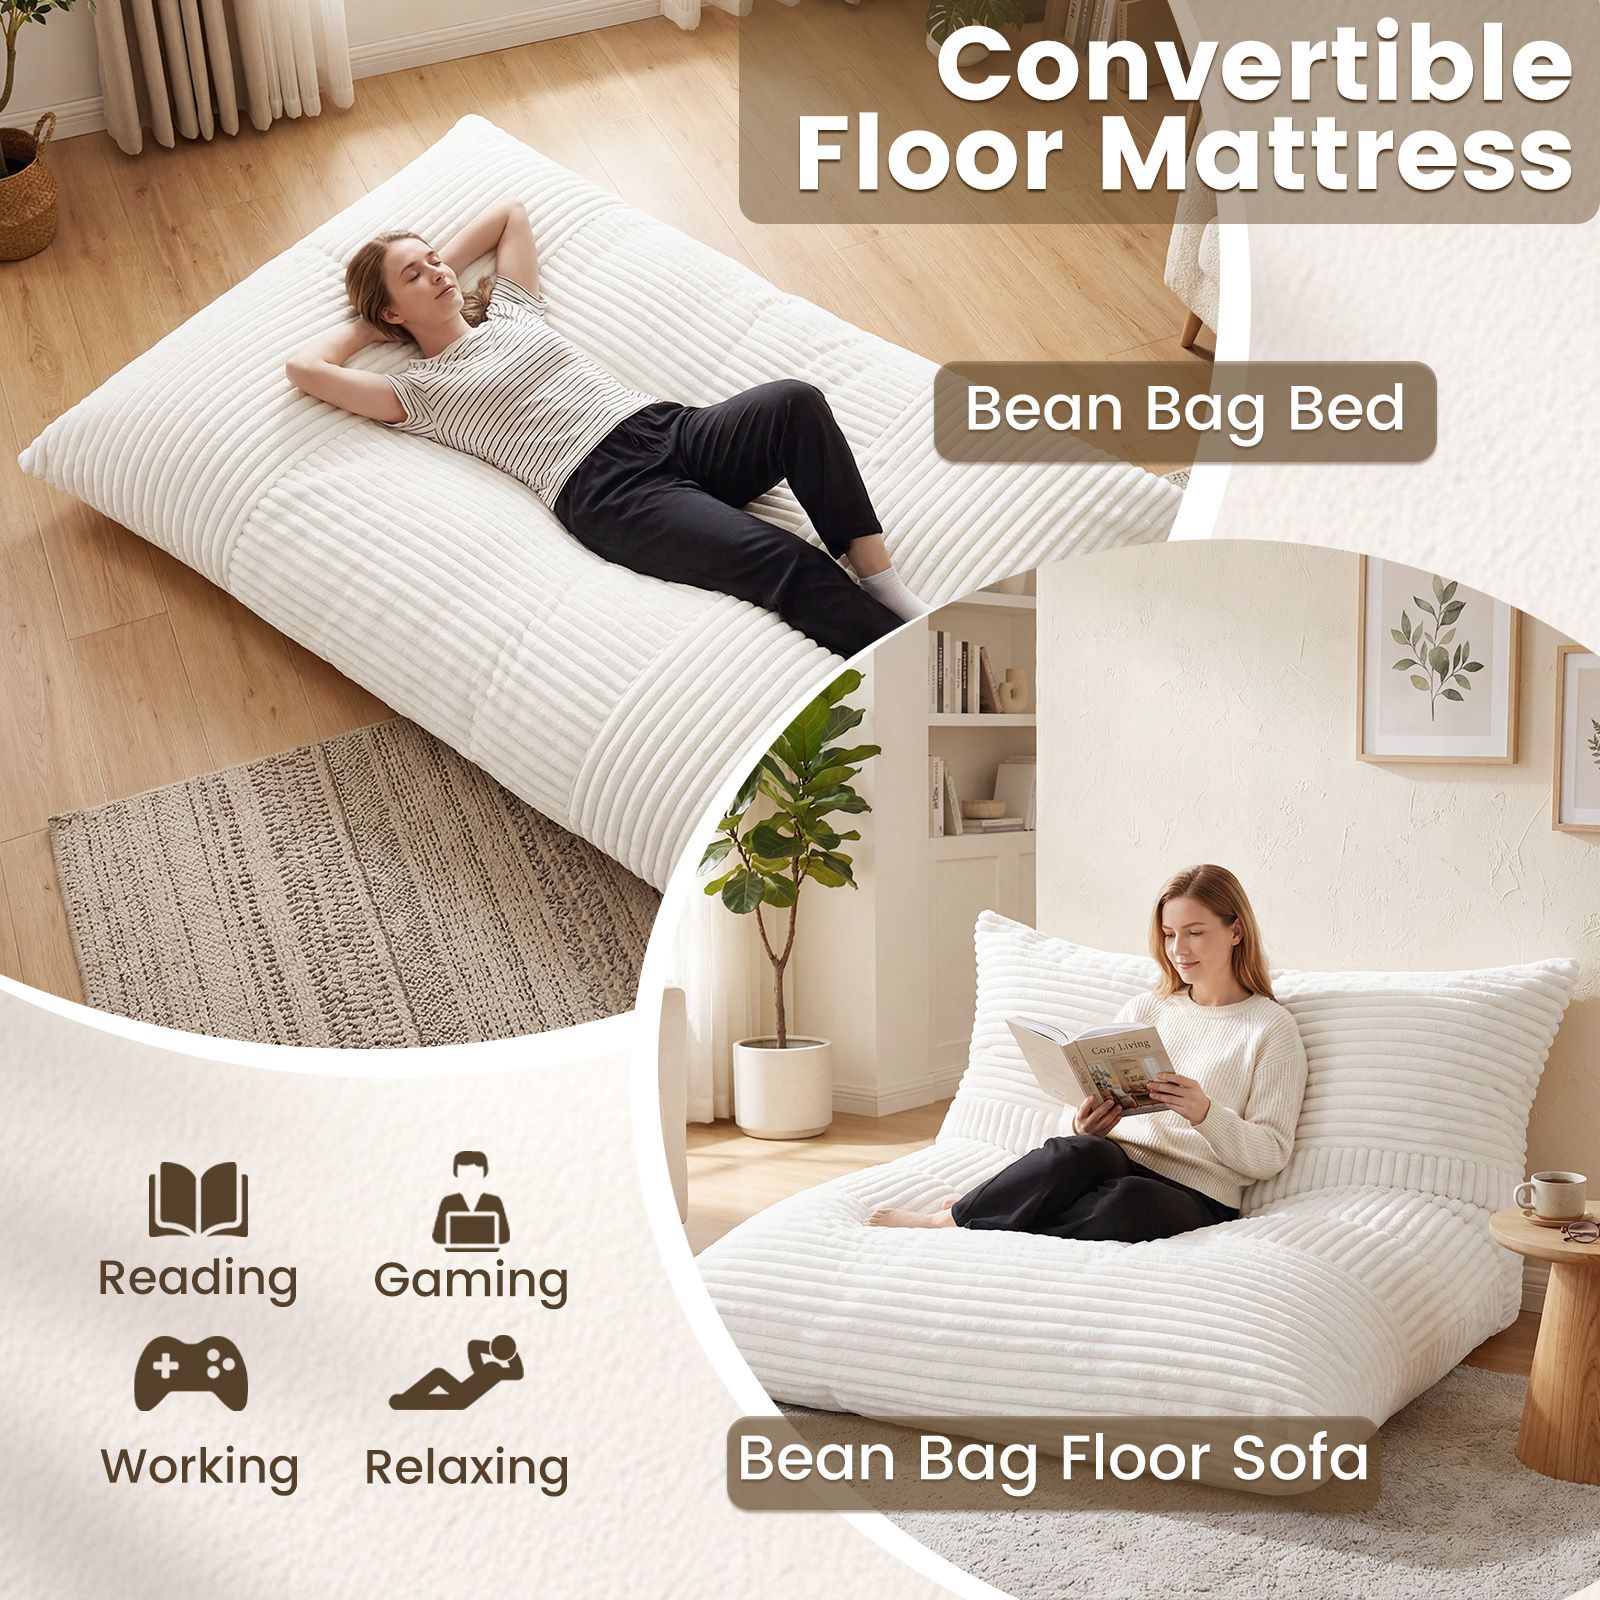 Convertible
Floor Mattress
Bean Bag Bed
Cozy Living
Reading
Gaming
Working
Relaxing
Bean Bag Floor Sofa